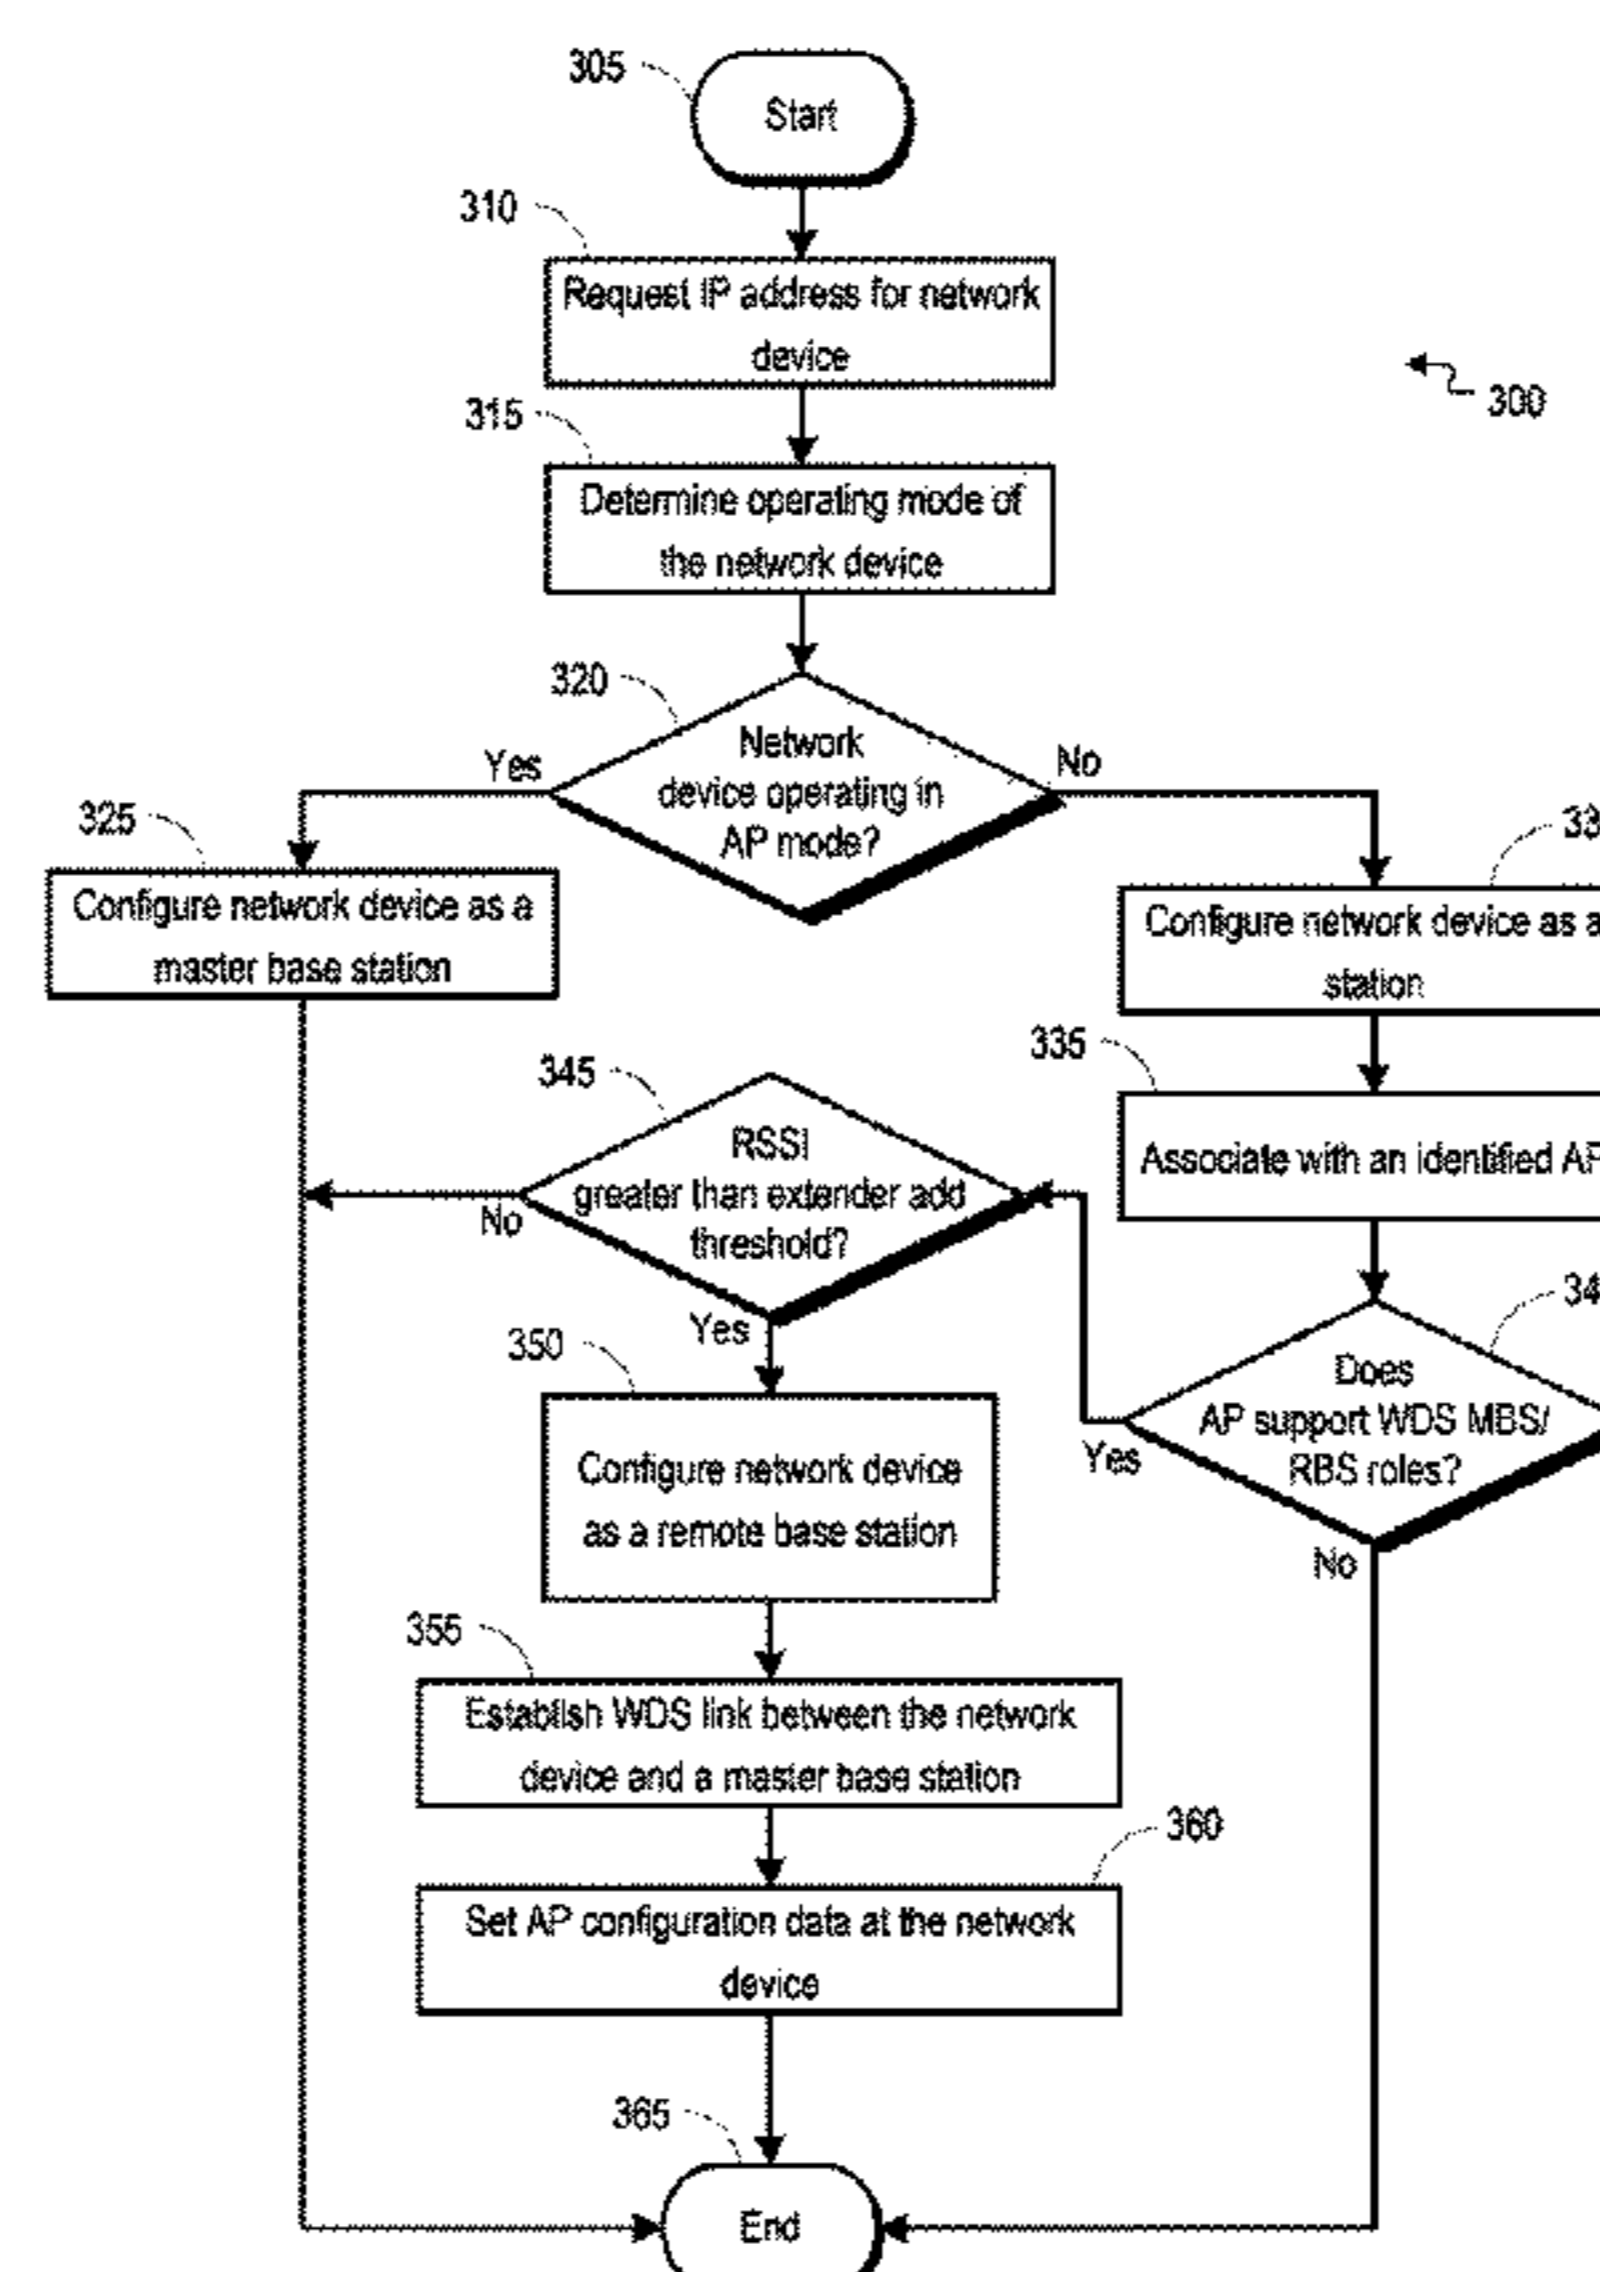 305
Start
310
Request IP address for network
device
300
315
Determine operating mode of
the network device
320
Network
device operating in
AP mode?
Yes
No
325
Configure network device as a
master base station
Configure network device as a
station
335
Associate with an identified AP
345
RSSI
greater than extender add
threshold?
No
Yes
Does
AP support WDS MBS/
RBS roles?
Yes
No
350
Configure network device
as a remote base station
355
Establish WDS link between the network
device and a master base station
360
Set AP configuration data at the network
device
365
End